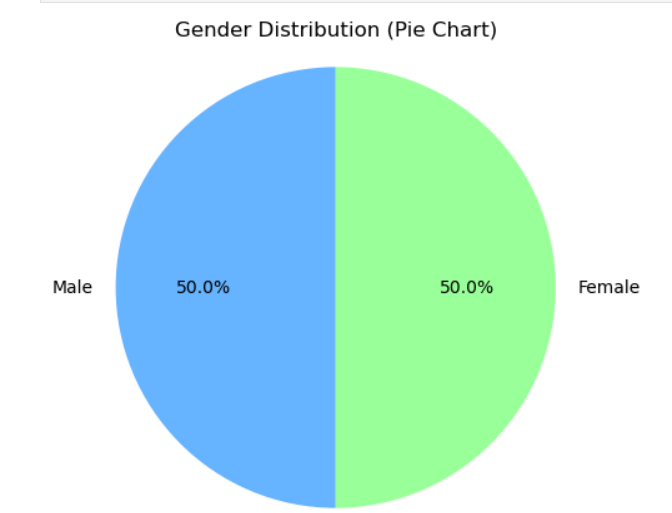 Gender Distribution (Pie Chart)
Male
50.0%
50.0%
Female